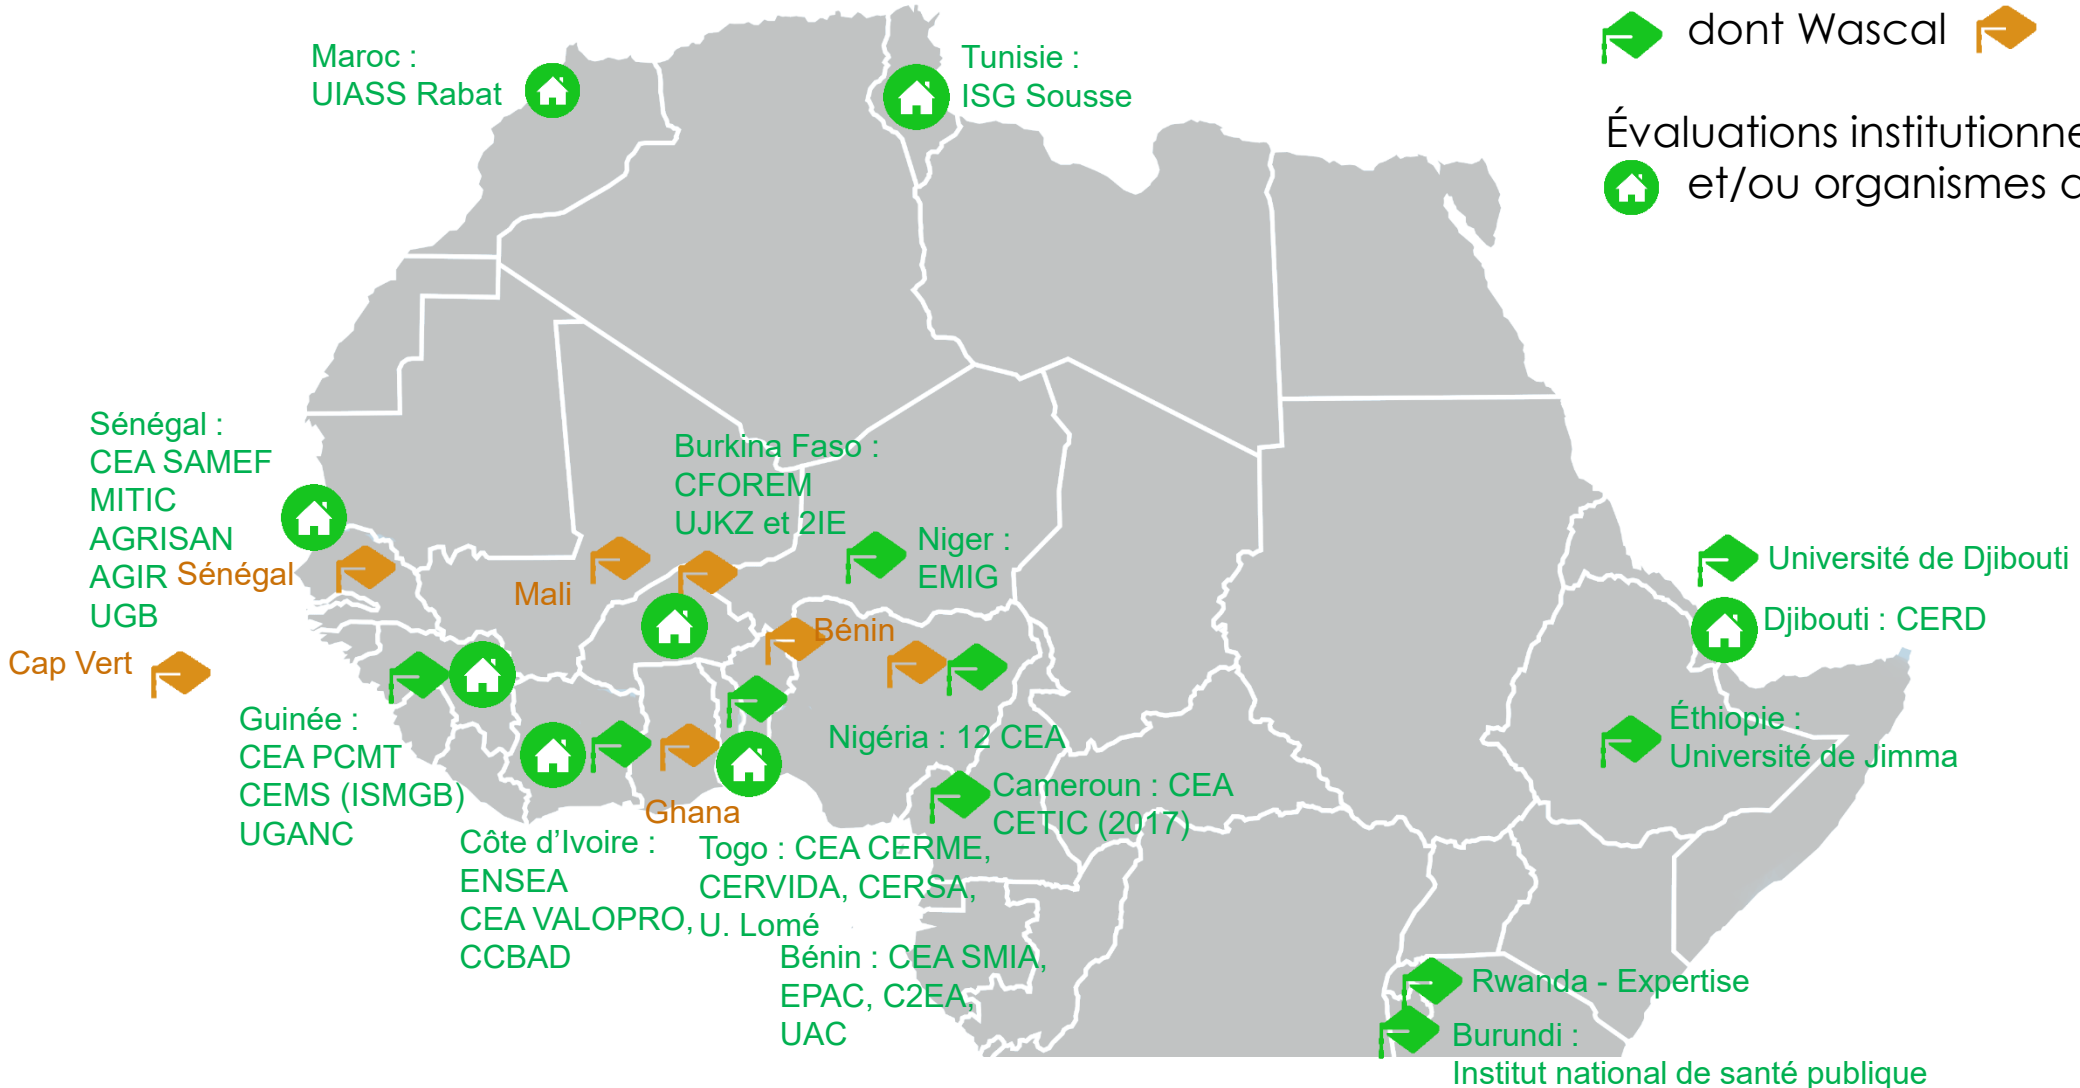 dont Wascal
Évaluations institutionne
et/ou organismes
Maroc :
UIASS Rabat
Tunisie :
ISG Sousse
Sénégal :
CEA SAMEF
MITIC
AGRISAN
AGIR
UGB
Sénégal
Cap Vert
Mali
Burkina Faso :
CFOREM
UJKZ et 2IE
Niger :
EMIG
Bénin
Nigéria : 12 CEA
Université de Djibouti
Djibouti : CERD
Éthiopie :
Université de Jimma
Guinée :
CEA PCMT
CEMS (ISMGB)
UGANC
Ghana
Cameroun : CEA
CETIC (2017)
Côte d’Ivoire :
ENSEA
CEA VALOPRO,
CCBAD
Togo : CEA CERME,
CERVIDA, CERSA,
U. Lomé
Bénin : CEA SMIA,
EPAC, C2EA,
UAC
Rwanda - Expertise
Burundi :
Institut national de santé publique